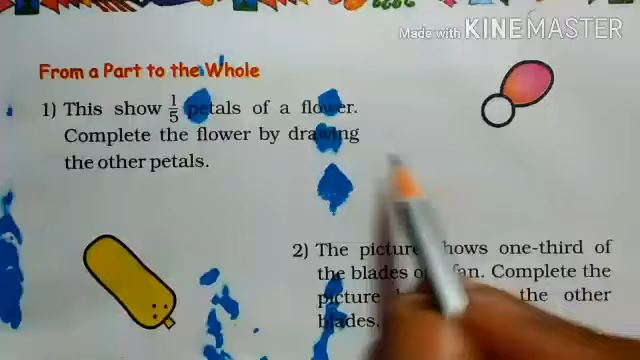 Made with KINEMASTER
From a Part to the Whole
1) This show 1/5 petals of a flower.
Complete the flower by drawing
the other petals.
2) The picture shows one-third of
the blades of fan. Complete the
picture the other
blades.